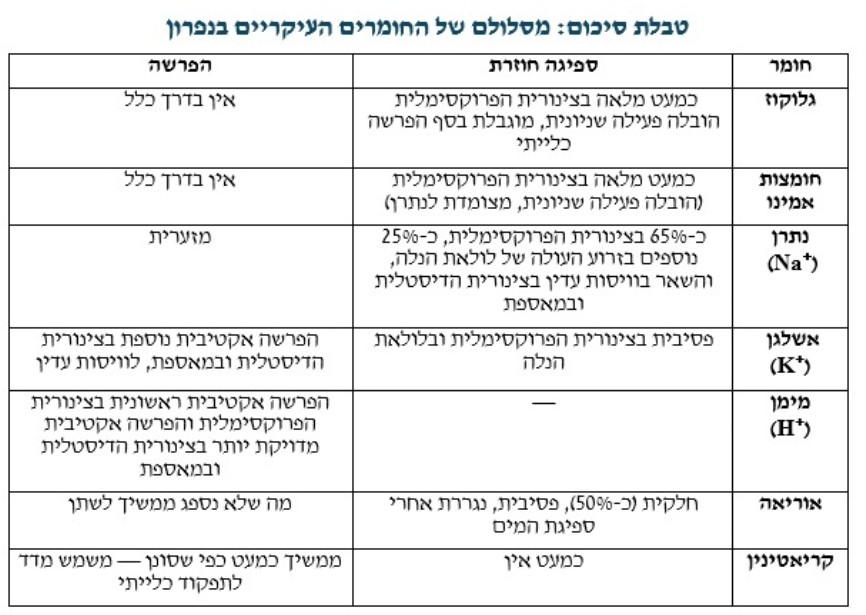 טבלת סיכום: מסלולם של החומרים העיקריים בנפרון
חומר ספיגה חוזרת הפרשה
גלוקוז
כמעט מלאה בצינורית הפרוקסימלית
הובלה פעילה שניונית, מוגבלת בסף הפרשה
כלייתי
אין בדרך כלל
חומצות
אמינו
כמעט מלאה בצינורית הפרוקסימלית
(הובלה פעילה שניונית, מצומדת לנתרן)
אין בדרך כלל
נתרן
(Na⁺)
כ-65% בצינורית הפרוקסימלית, כ-25%
נוספים בזרוע העולה של לולאת הנלה,
והשאר בוויסות עדין בצינורית הדיסטלית
ובמאספת
מזערית
אשלגן
(K⁺)
פסיבית בצינורית הפרוקסימלית ובלולאת
הנלה
הפרשה אקטיבית נוספת בצינורית
הדיסטלית ובמאספת, לוויסות עדין
מימן
(H⁺)
—
הפרשה אקטיבית ראשונית בצינורית
הפרוקסימלית והפרשה אקטיבית
מדויקת יותר בצינורית הדיסטלית
ובמאספת
אוריאה
חלקית (כ-50%), פסיבית, נגררת אחרי
ספיגת המים
מה שלא נספג ממשיך לשתן
קריאטינין
כמעט אין
ממשיך כמעט כפי שסונן — משמש מדד
לתפקוד כלייתי